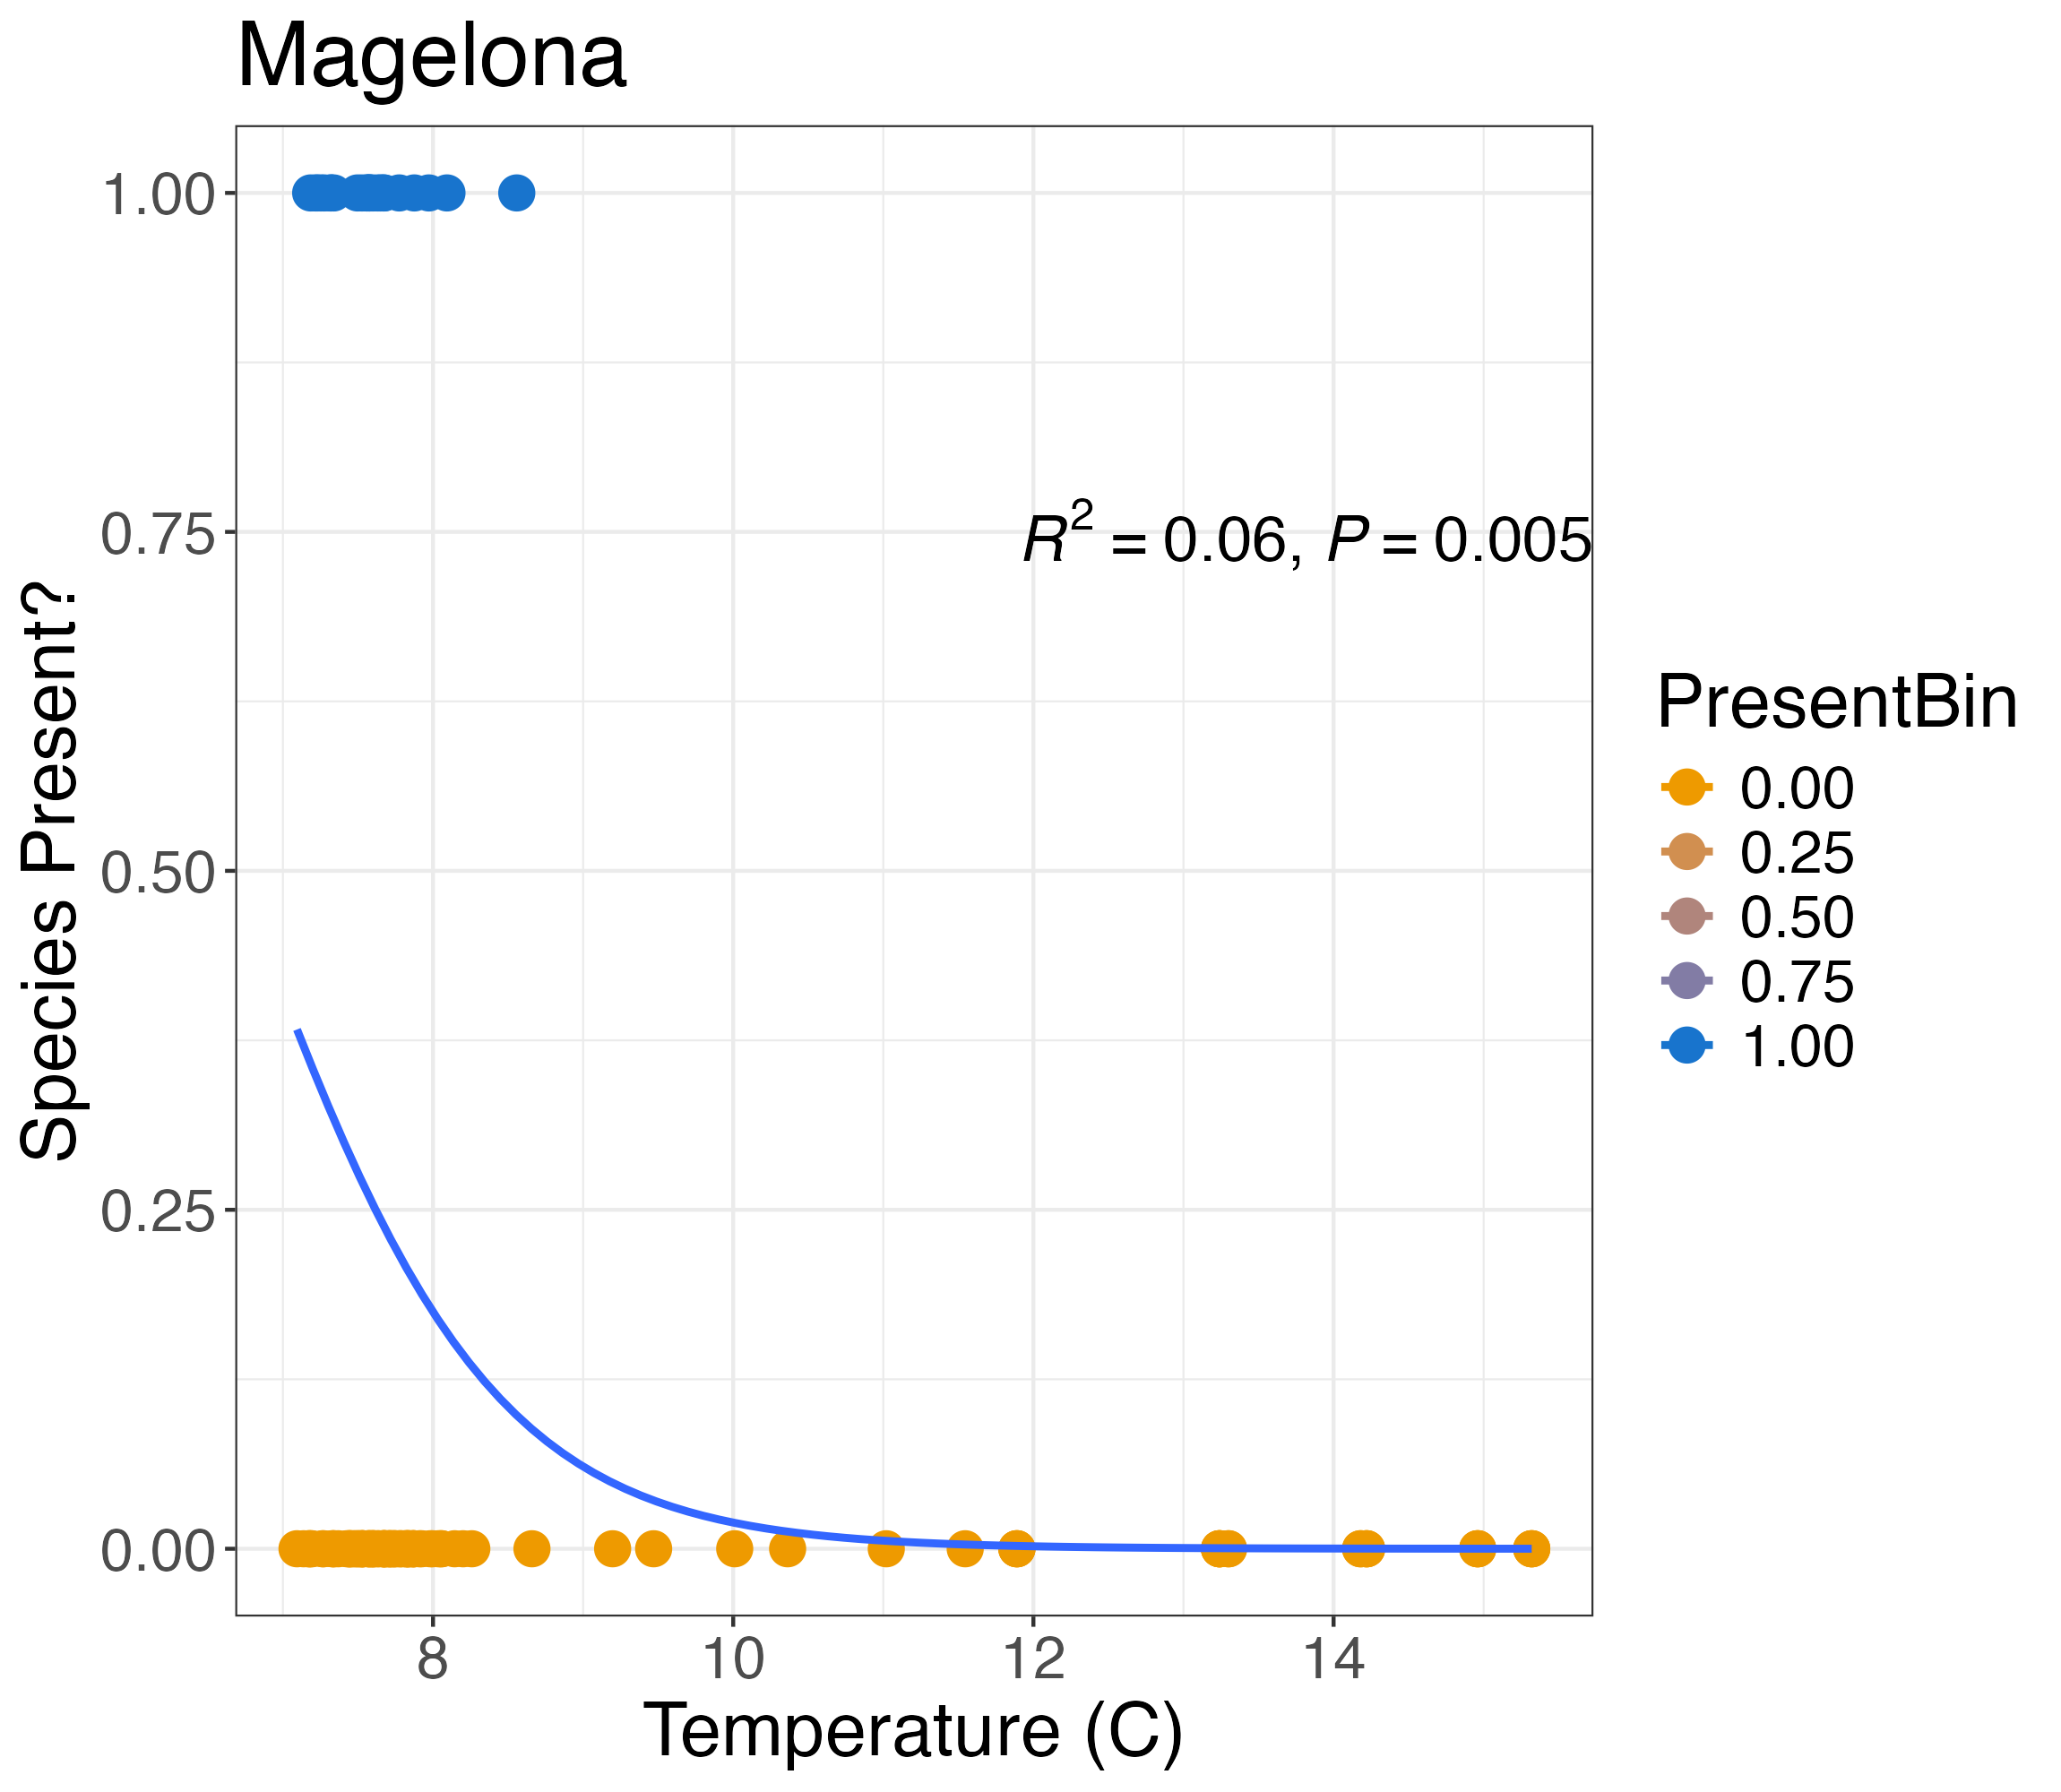 Magelona
1.00
0.75
0.50
0.25
0.00
Species Present?
R² = 0.06, P = 0.005
8 10 12 14
Temperature (C)
PresentBin
0.00
0.25
0.50
0.75
1.00